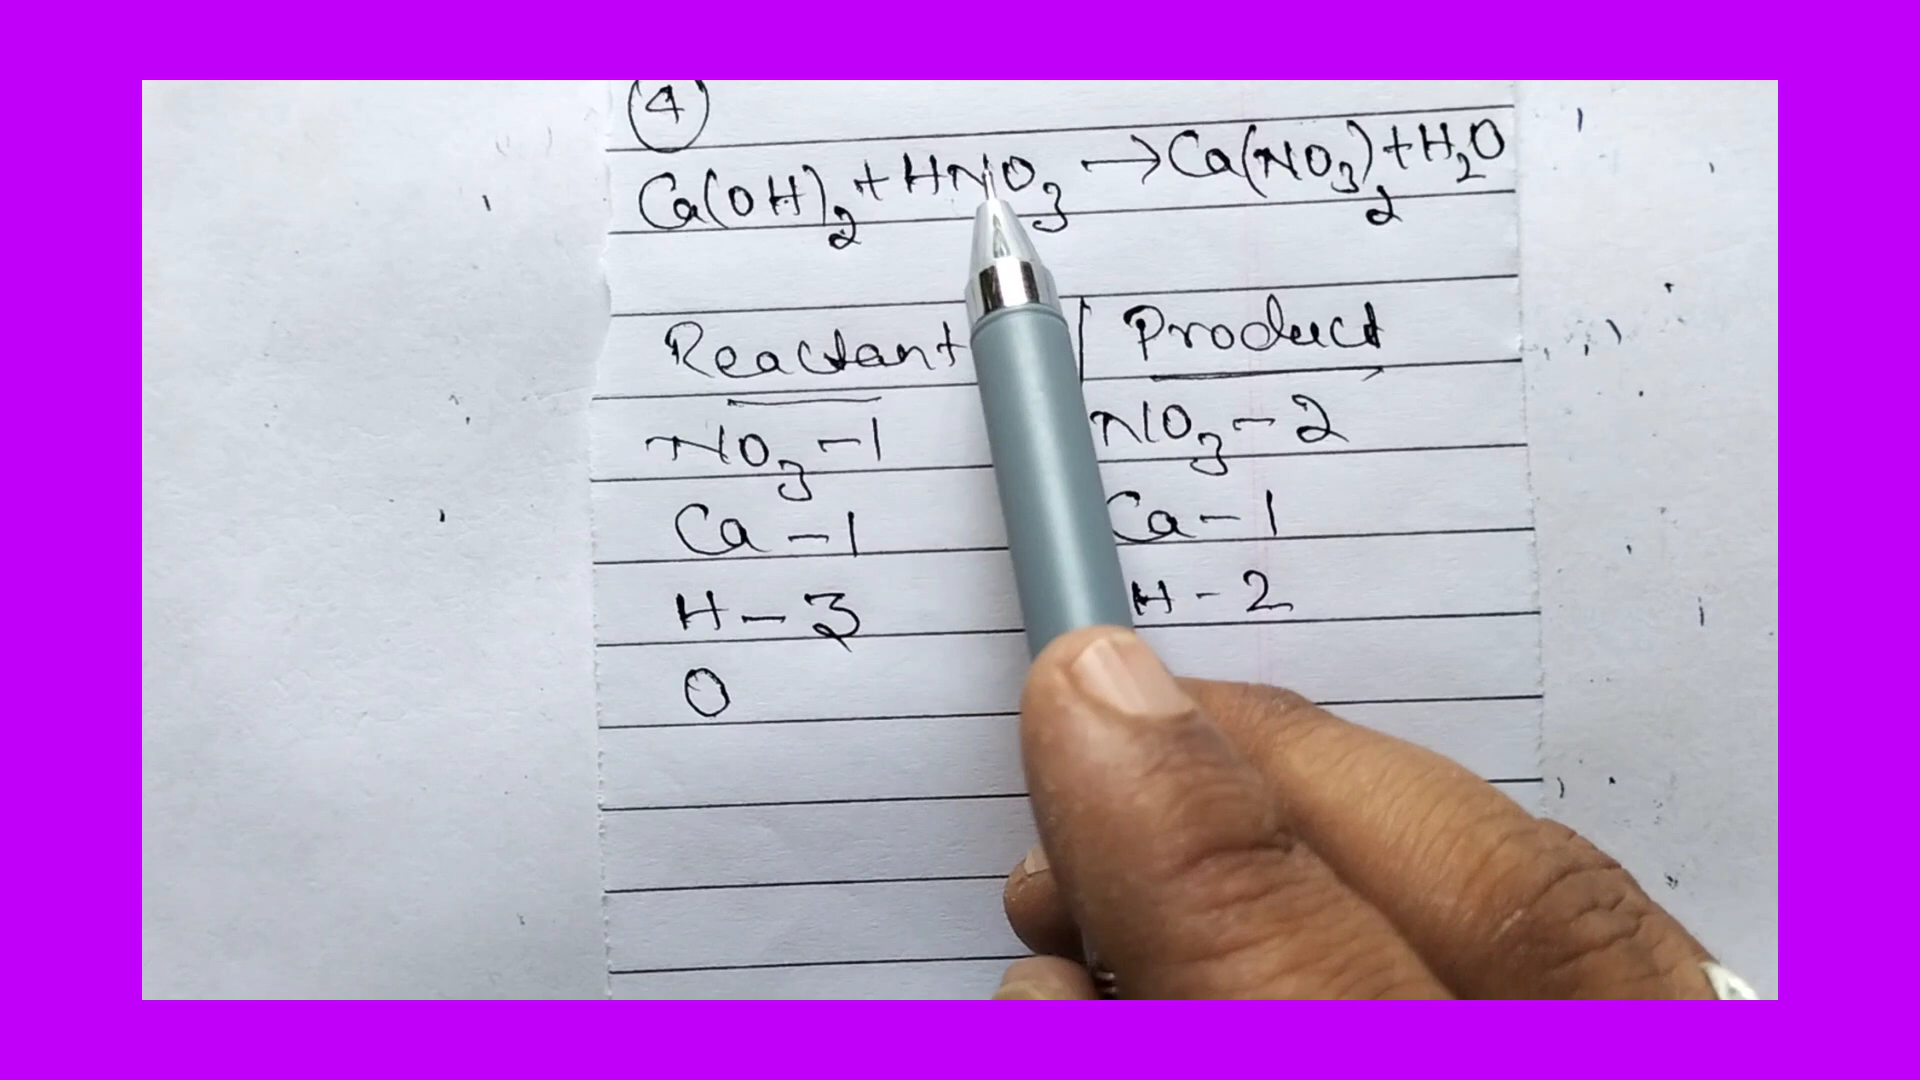 4
Ca(OH)₂ + HNO₃ → Ca(NO₃)₂ + H₂O
Reactant | Product
NO₃ - 1 NO₃ - 2
Ca - 1 Ca - 1
H - 3 H - 2
O